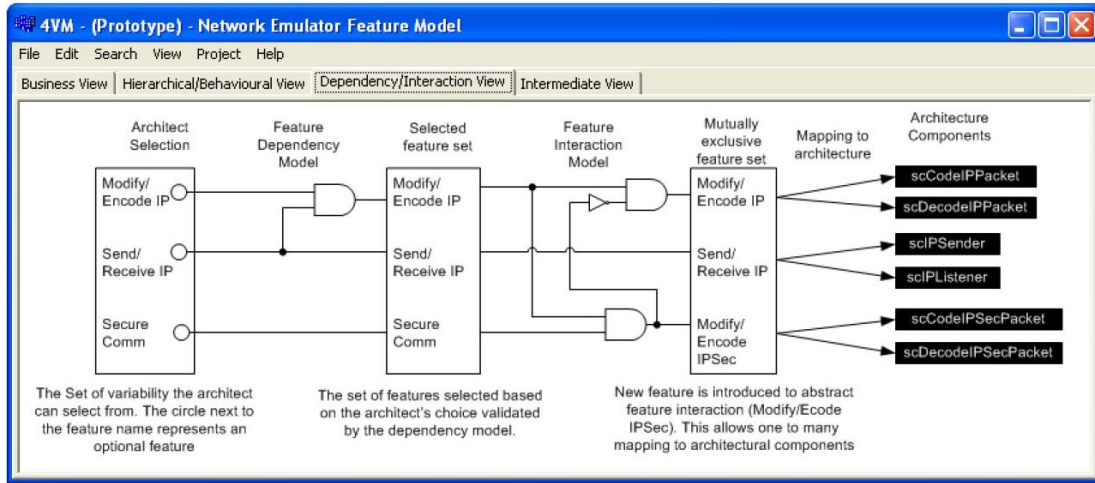 4VM - (Prototype) - Network Emulator Feature Model
File Edit Search View Project Help
Business View Hierarchical/Behavioural View Dependency/Interaction View Intermediate View
Architect
Selection
Feature
Dependency
Model
Selected
feature set
Feature
Interaction
Model
Mutually
exclusive
feature set
Mapping to
architecture
Architecture
Components
Modify/
Encode IP
Send/
Receive IP
Secure
Comm
Modify/
Encode IP
Send/
Receive IP
Secure
Comm
Modify/
Encode IP
Send/
Receive IP
Modify/
Encode
IPSec
scCodeIPPacket
scDecodeIPPacket
scIPSender
scIPListener
scCodeIPSecPacket
scDecodeIPSecPacket
The Set of variability the architect
can select from. The circle next to
the feature name represents an
optional feature
The set of features selected based
on the architect's choice validated
by the dependency model.
New feature is introduced to abstract
feature interaction (Modify/Ecode
IPSec). This allows one to many
mapping to architectural components